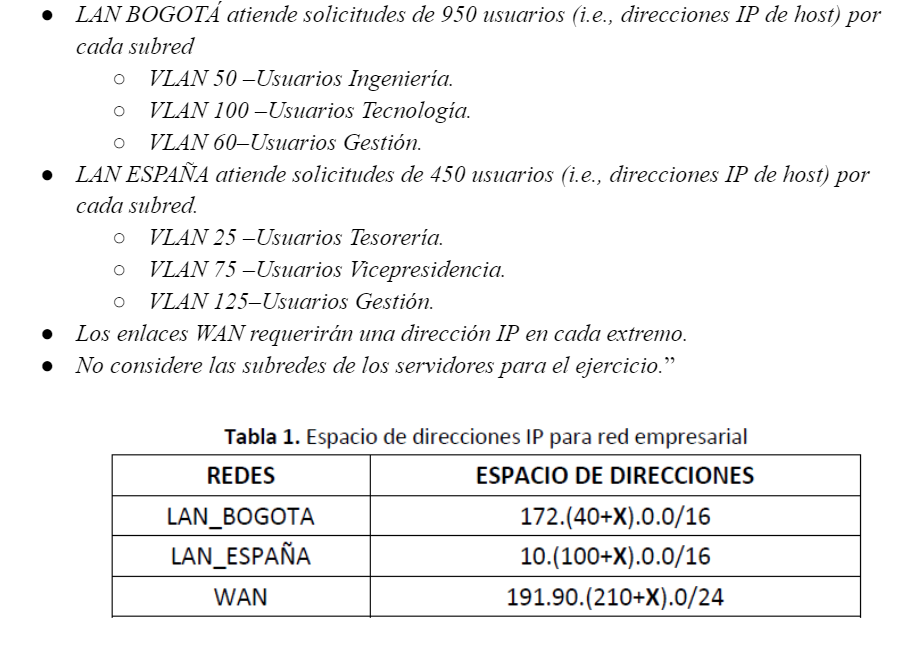 ● LAN BOGOTÁ atiende solicitudes de 950 usuarios (i.e., direcciones IP de host) por
cada subred
○ VLAN 50 –Usuarios Ingeniería.
○ VLAN 100 –Usuarios Tecnología.
○ VLAN 60–Usuarios Gestión.
● LAN ESPAÑA atiende solicitudes de 450 usuarios (i.e., direcciones IP de host) por
cada subred.
○ VLAN 25 –Usuarios Tesorería.
○ VLAN 75 –Usuarios Vicepresidencia.
○ VLAN 125–Usuarios Gestión.
● Los enlaces WAN requerirán una dirección IP en cada extremo.
● No considere las subredes de los servidores para el ejercicio.”
Tabla 1. Espacio de direcciones IP para red empresarial
REDES ESPACIO DE DIRECCIONES
LAN_BOGOTA 172.(40+X).0.0/16
LAN_ESPAÑA 10.(100+X).0.0/16
WAN 191.90.(210+X).0/24